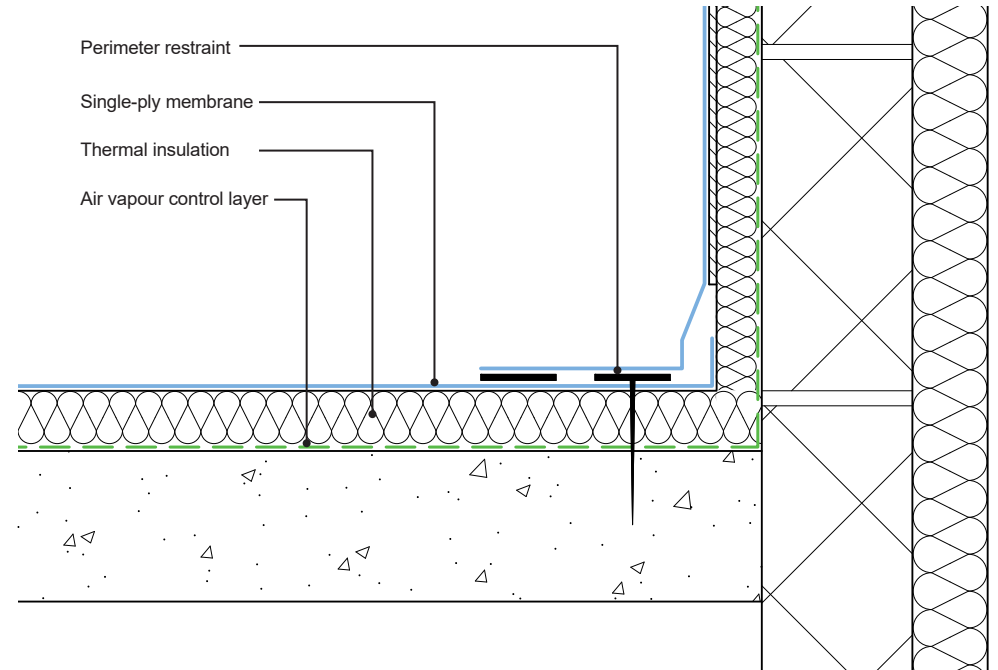 Perimeter restraint
Single-ply membrane
Thermal insulation
Air vapour control layer